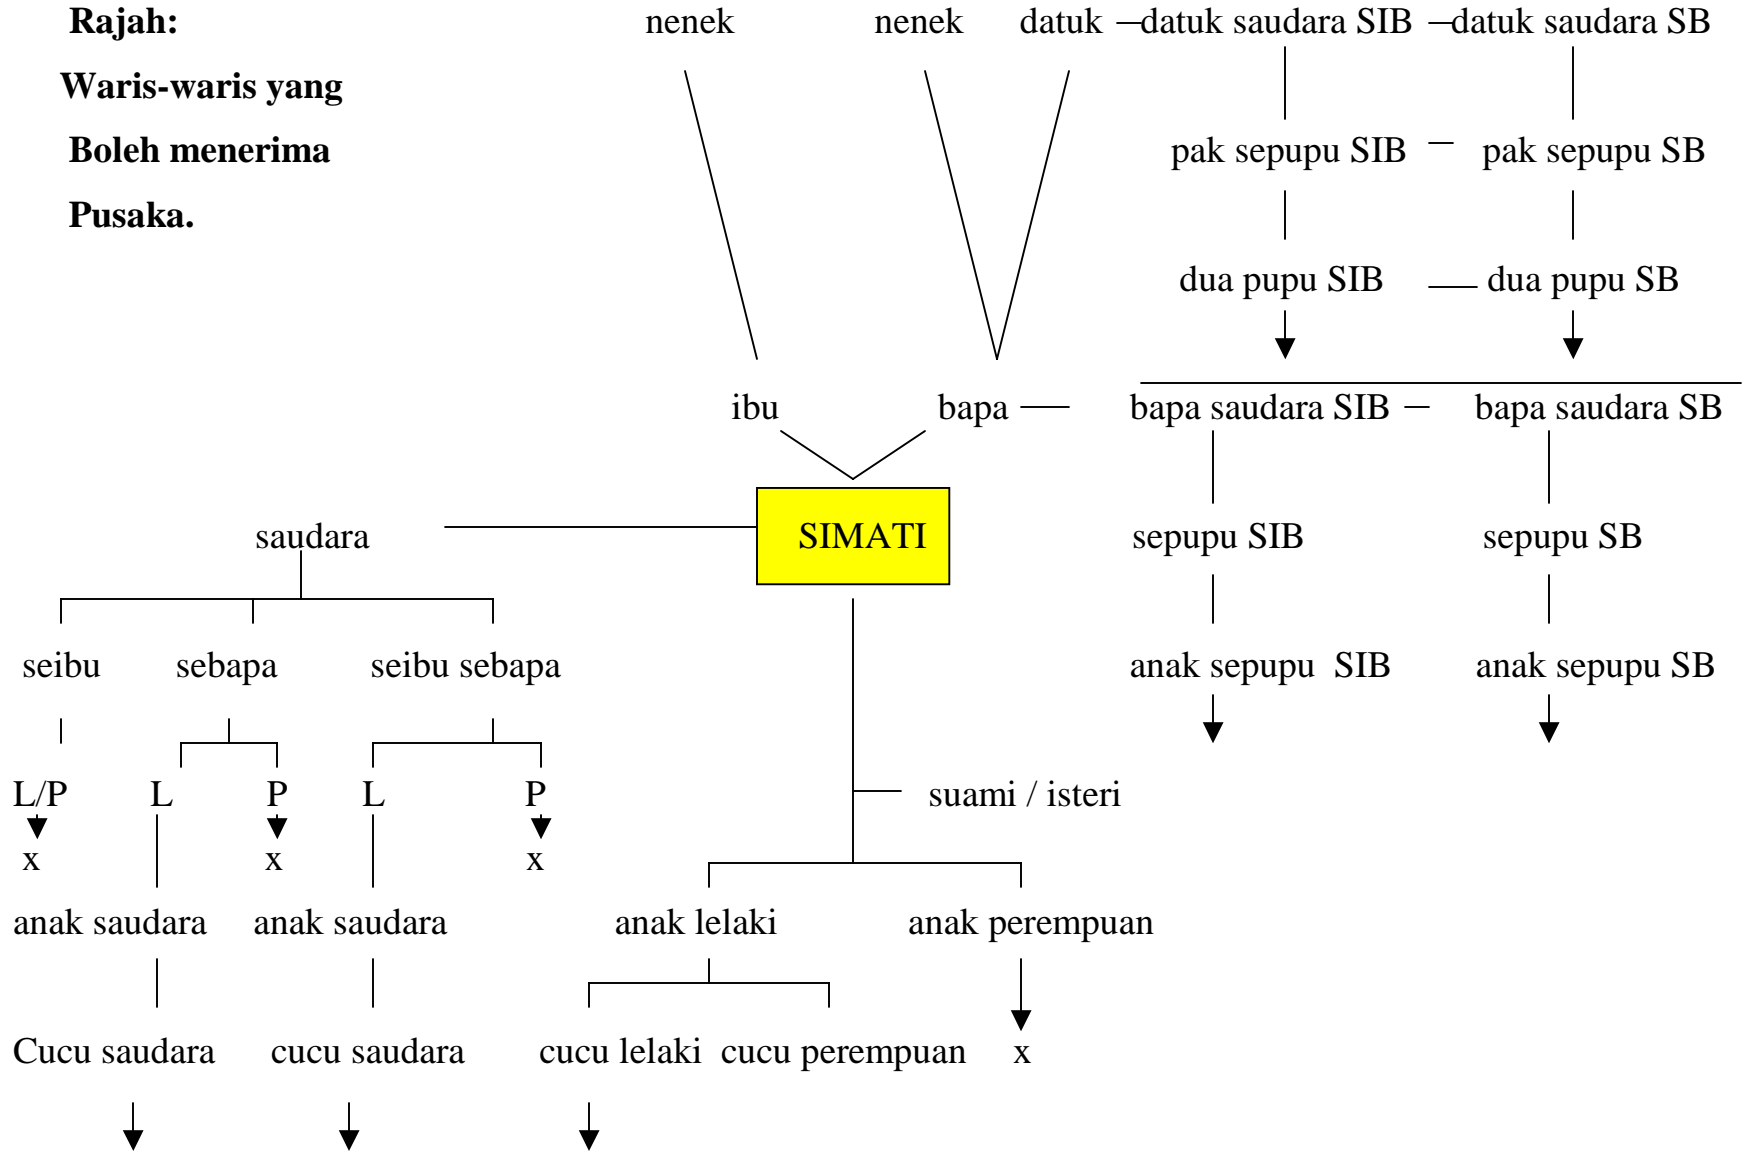 Rajah: nenek nenek datuk datuk saudara SIB datuk saudara SB
Waris-waris yang
Boleh menerima pak sepupu SIB pak sepupu SB
Pusaka.
dua pupu SIB dua pupu SB
ibu bapa bapa saudara SIB bapa saudara SB
saudara SIMATI sepupu SIB sepupu SB
seibu sebapa seibu sebapa anak sepupu SIB anak sepupu SB
L/P L P L P suami / isteri
x x x
anak saudara anak saudara anak lelaki anak perempuan
Cucu saudara cucu saudara cucu lelaki cucu perempuan x